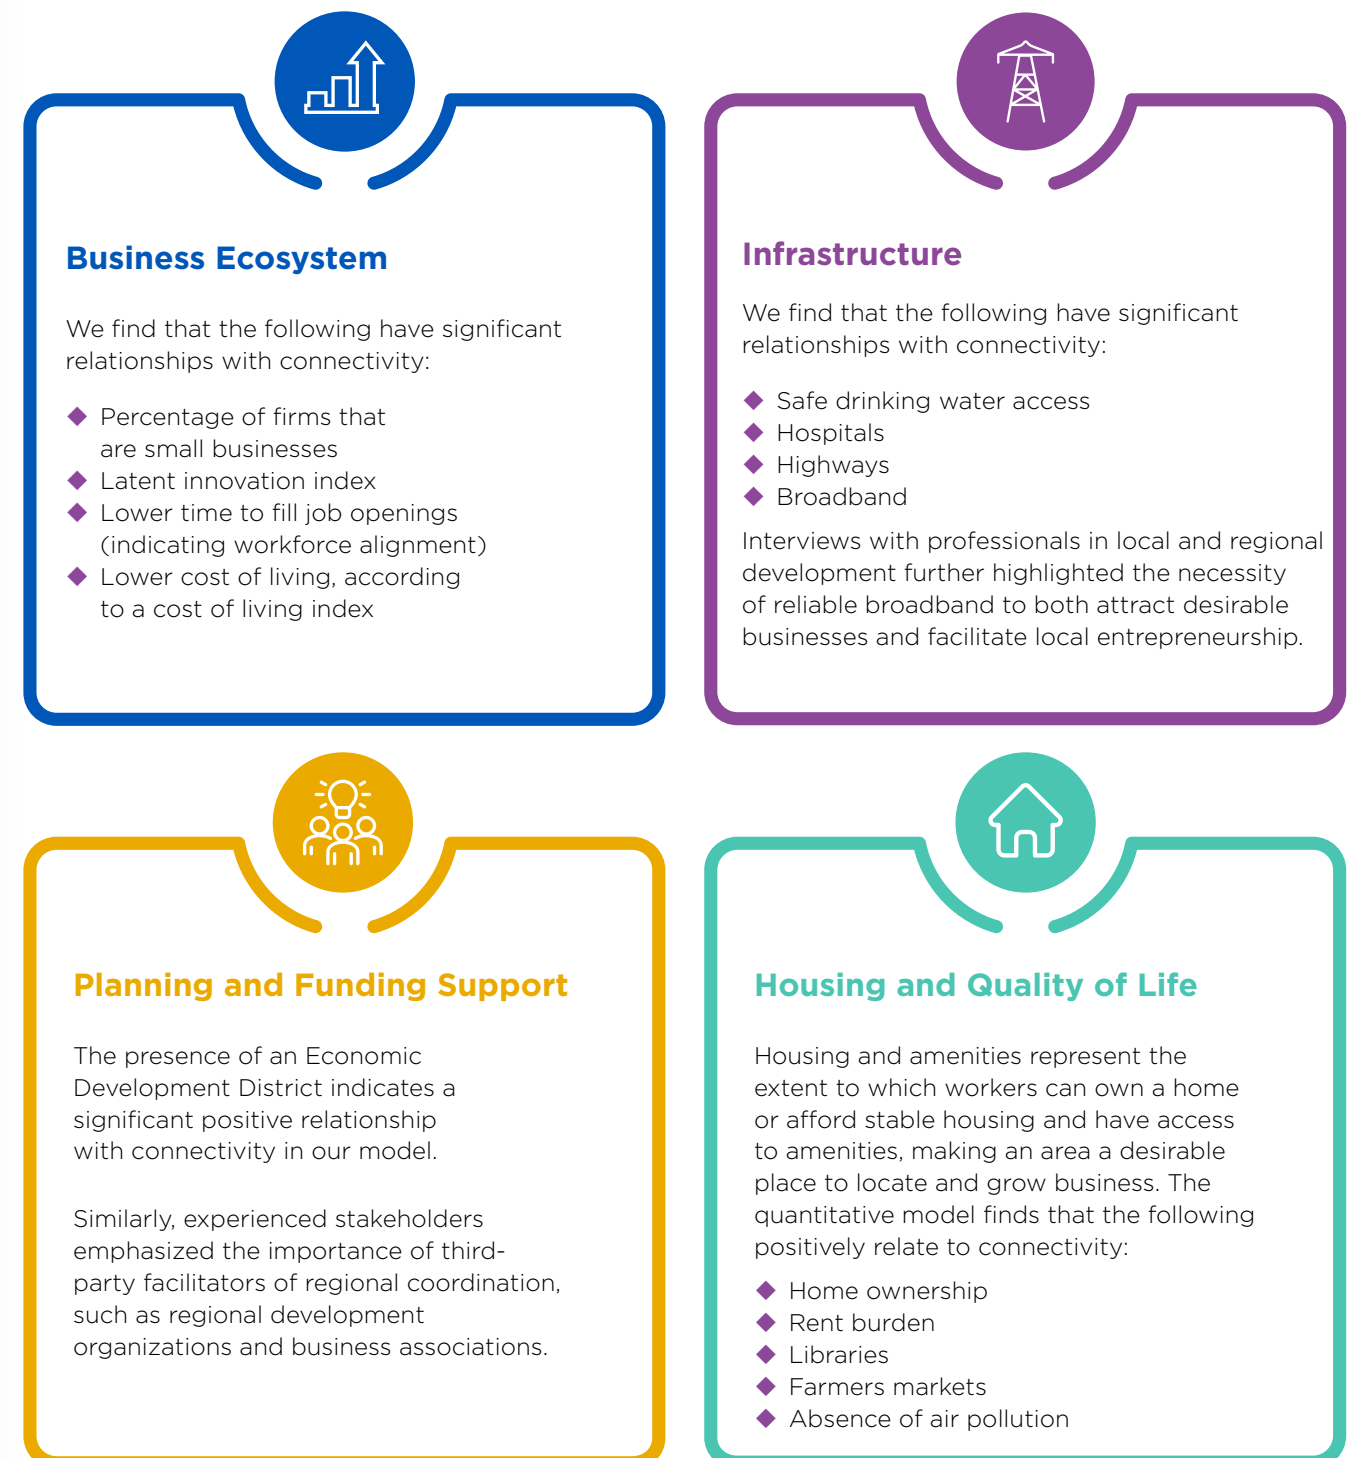 Business Ecosystem
We find that the following have significant
relationships with connectivity:
Percentage of firms that
are small businesses
Latent innovation index
Lower time to fill job openings
(indicating workforce alignment)
Lower cost of living, according
to a cost of living index
Infrastructure
We find that the following have significant
relationships with connectivity:
Safe drinking water access
Hospitals
Highways
Broadband
Interviews with professionals in local and regional
development further highlighted the necessity
of reliable broadband to both attract desirable
businesses and facilitate local entrepreneurship.
Planning and Funding Support
The presence of an Economic
Development District indicates a
significant positive relationship
with connectivity in our model.
Similarly, experienced stakeholders
emphasized the importance of third-
party facilitators of regional coordination,
such as regional development
organizations and business associations.
Housing and Quality of Life
Housing and amenities represent the
extent to which workers can own a home
or afford stable housing and have access
to amenities, making an area a desirable
place to locate and grow business. The
quantitative model finds that the following
positively relate to connectivity:
Home ownership
Rent burden
Libraries
Farmers markets
Absence of air pollution